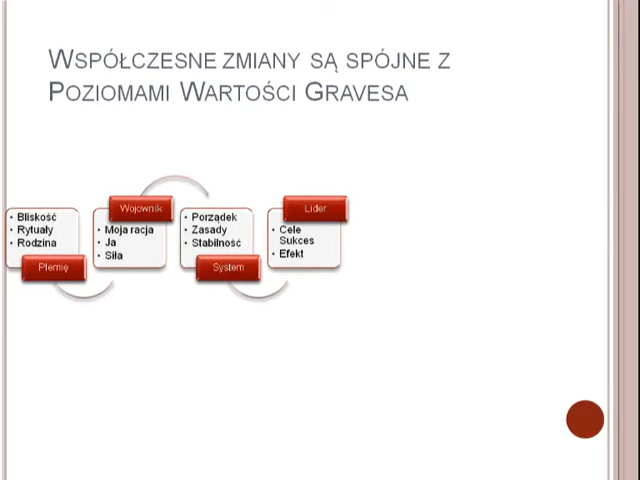 Współczesne zmiany są spójne z
Poziomami Wartości Gravesa
• Bliskość
• Rytuały
• Rodzina
Plemię
Wojownik
• Moja racja
• Ja
• Siła
• Porządek
• Zasady
• Stabilność
System
Lider
• Cele
Sukces
• Efekt